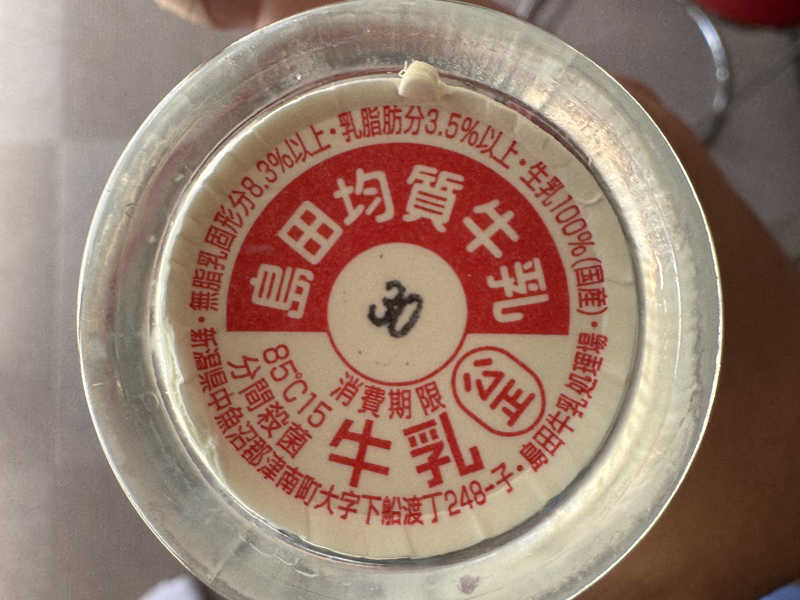 無脂乳固形分8.3%以上・乳脂肪分3.5%以上・生乳100%(国産)・
島田均質牛乳
30
消費期限
85℃15
分間殺菌
公正
牛乳
新潟県中魚沼郡津南町大字下船渡丁248-子・島田牛乳処理場・